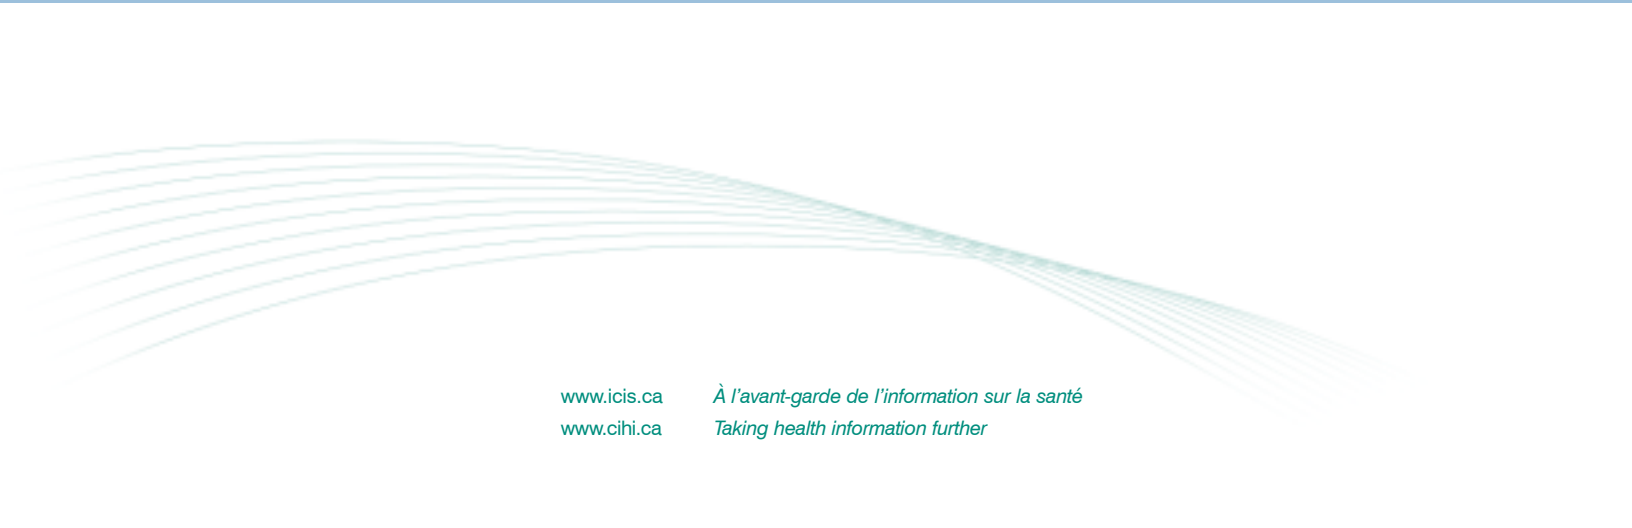 www.icis.ca À l’avant-garde de l’information sur la santé
www.cihi.ca Taking health information further